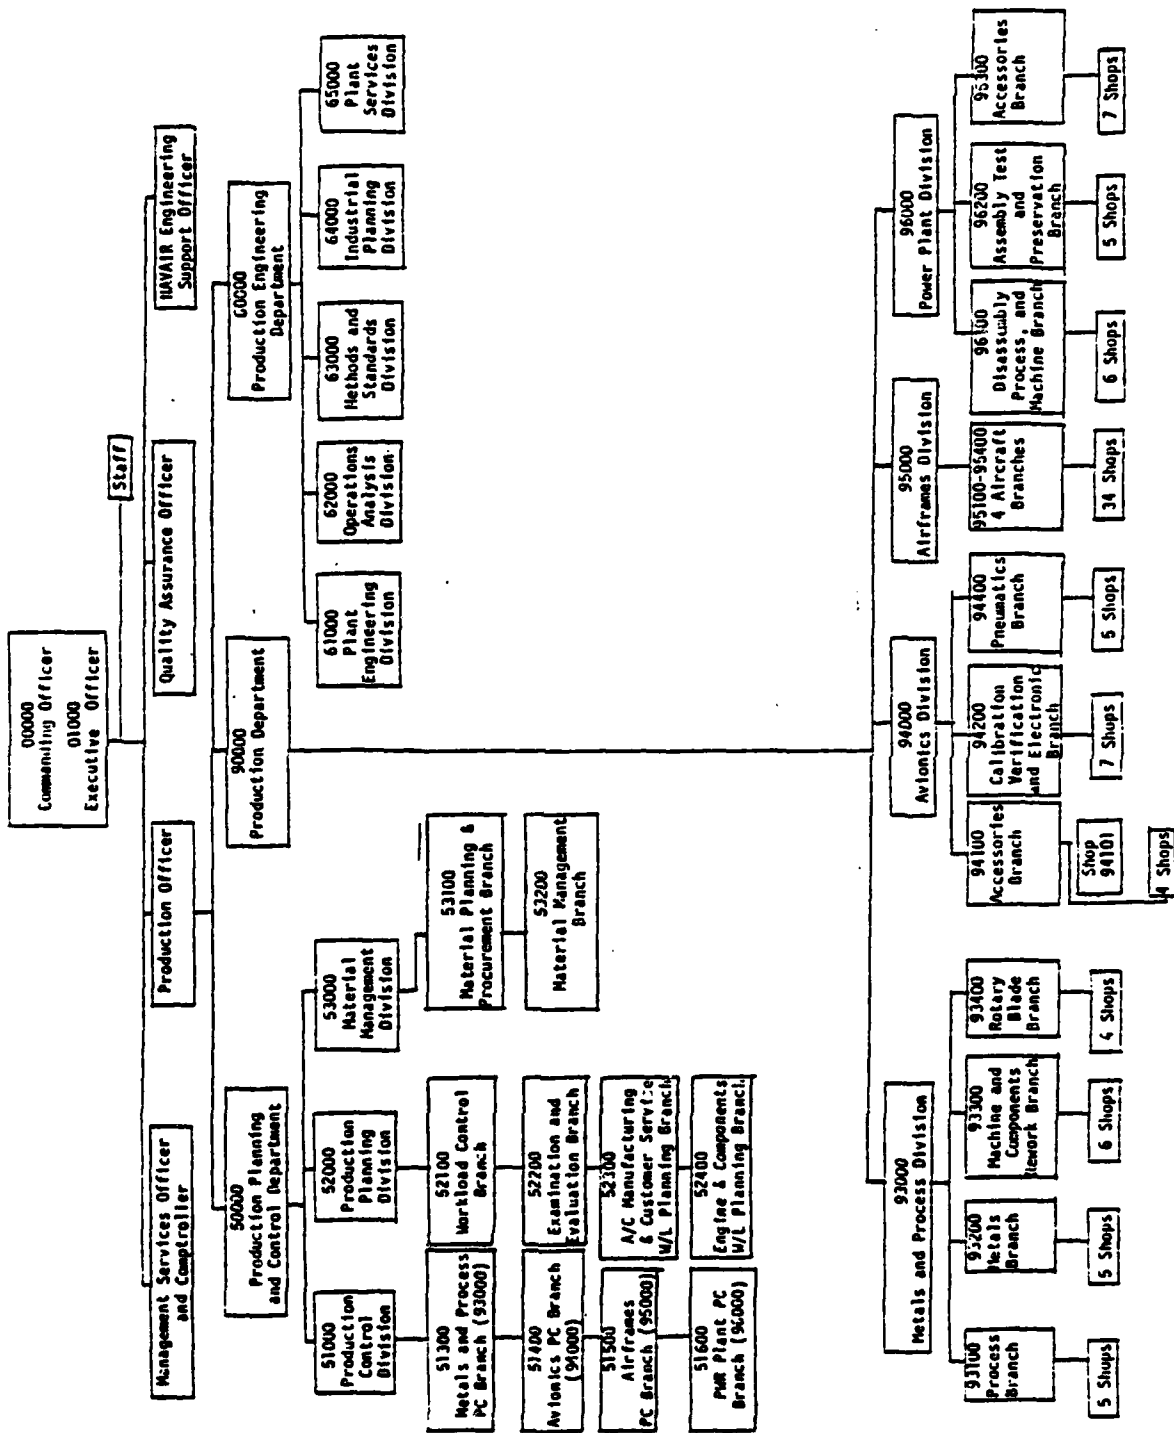 00000
Commanding Officer
01000
Executive Officer
Staff
Management Services Officer
and Comptroller
Production Officer
Quality Assurance Officer
NAVAIR Engineering
Support Officer
50000
Production Planning
and Control Department
90000
Production Department
60000
Production Engineering
Department
51000
Production
Control
Division
52000
Production
Planning
Division
53000
Material
Management
Division
61000
Plant
Engineering
Division
62000
Operations
Analysis
Division
63000
Methods and
Standards
Division
64000
Industrial
Planning
Division
65000
Plant
Services
Division
51300
Metals and Process
PC Branch (93000)
51400
Avionics PC Branch
(94000)
51500
Airframes
PC Branch (95000)
51600
PWR Plant PC
Branch (96000)
52100
Workload Control
Branch
52200
Examination and
Evaluation Branch
52300
A/C Manufacturing
& Customer Service
W/L Planning Branch
52400
Engine & Components
W/L Planning Branch
53100
Material Planning &
Procurement Branch
53200
Material Management
Branch
93000
Metals and Process Division
94000
Avionics Division
95000
Airframes Division
96000
Power Plant Division
93100
Process
Branch
93200
Metals
Branch
93300
Machine and
Components
Rework Branch
93400
Rotary
Blade
Branch
94100
Accessories
Branch
94200
Calibration
Verification
and Electronic
Branch
94400
Pneumatics
Branch
95100-95400
4 Aircraft
Branches
96100
Disassembly
Process, and
Machine Branch
96200
Assembly Test
and
Preservation
Branch
96300
Accessories
Branch
5 Shops
5 Shops
6 Shops
4 Shops
Shop
94101
4 Shops
7 Shops
5 Shops
34 Shops
6 Shops
5 Shops
7 Shops